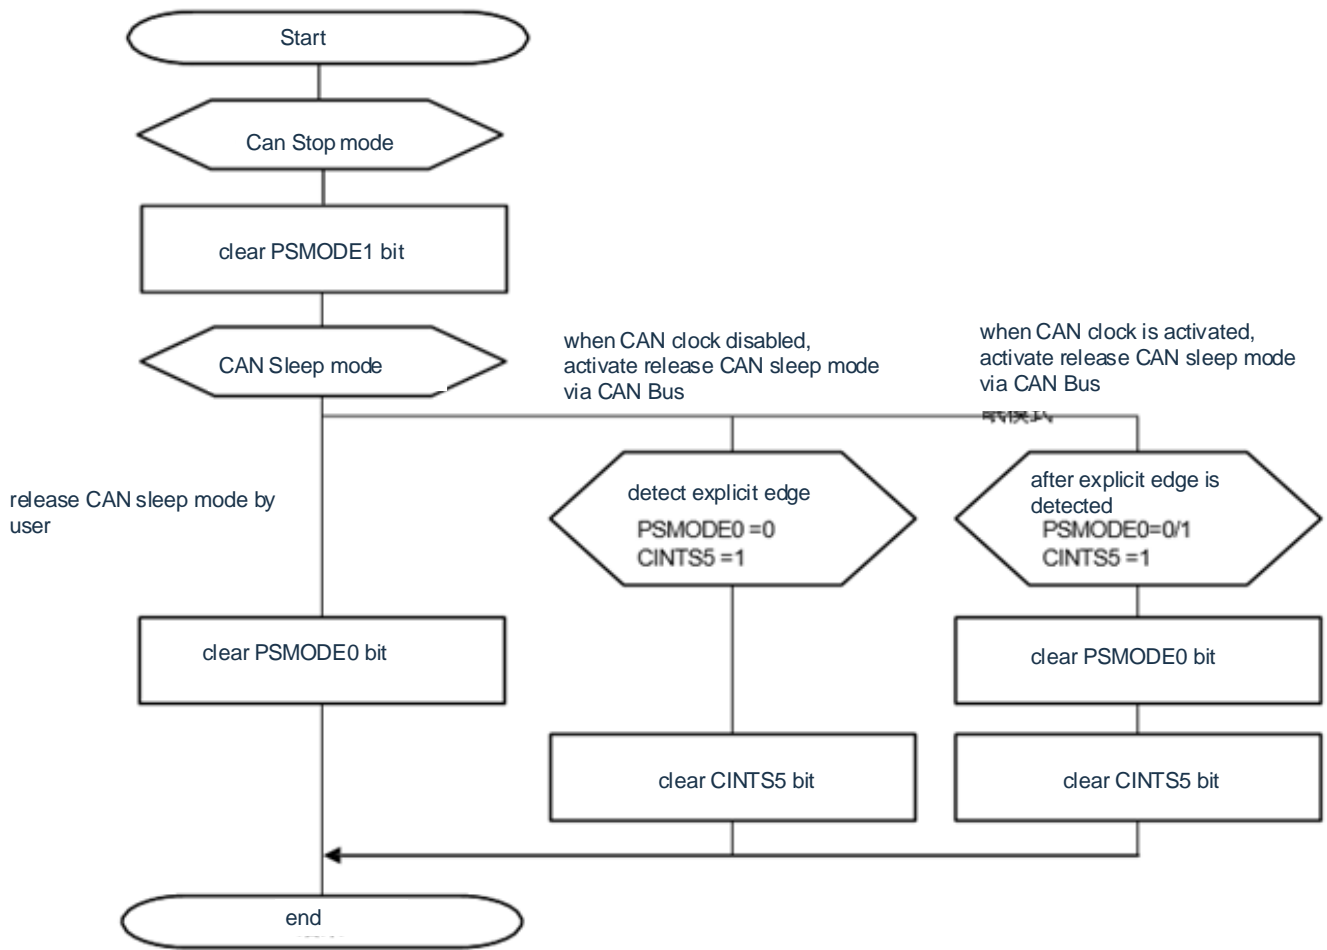 Start
Can Stop mode
clear PSMODE1 bit
CAN Sleep mode
when CAN clock disabled,
activate release CAN sleep mode
via CAN Bus
when CAN clock is activated,
activate release CAN sleep mode
via CAN Bus
release CAN sleep mode by
user
detect explicit edge
PSMODE0 =0
CINTS5 =1
after explicit edge is
detected
PSMODE0=0/1
CINTS5 =1
clear PSMODE0 bit
clear PSMODE0 bit
clear CINTS5 bit
clear CINTS5 bit
end